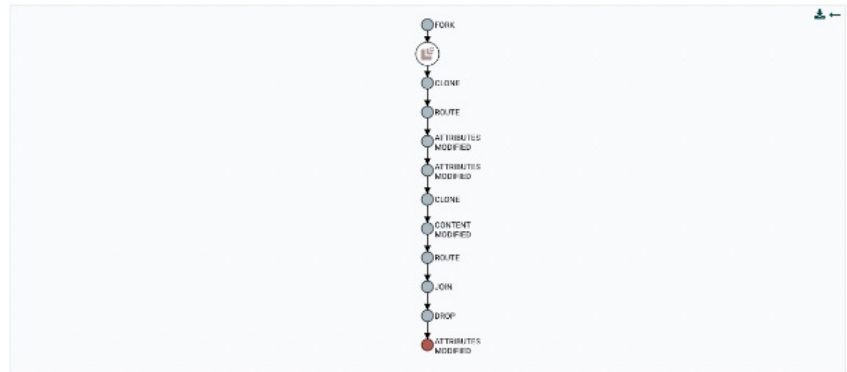 FORK
CLONE
ROUTE
ATTRIBUTES
MODIFIED
ATTRIBUTES
MODIFIED
CLONE
CONTENT
MODIFIED
ROUTE
JOIN
DROP
ATTRIBUTES
MODIFIED